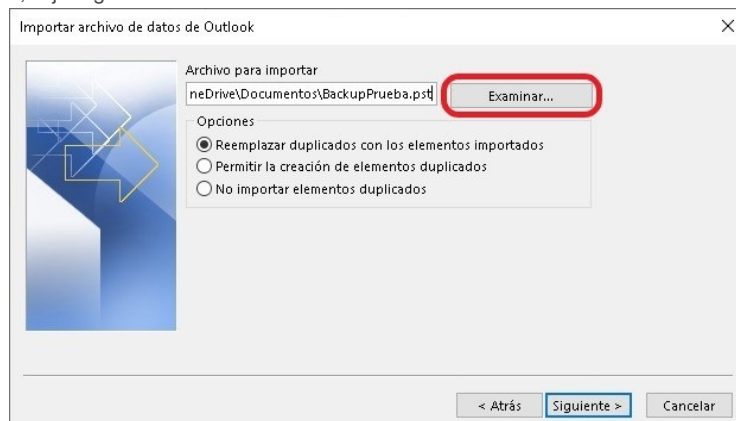 Importar archivo de datos de Outlook
Archivo para importar
neDrive\Documentos\BackupPrueba.pst
Examinar...
Opciones
Reemplazar duplicados con los elementos importados
Permitir la creación de elementos duplicados
No importar elementos duplicados
< Atrás
Siguiente >
Cancelar